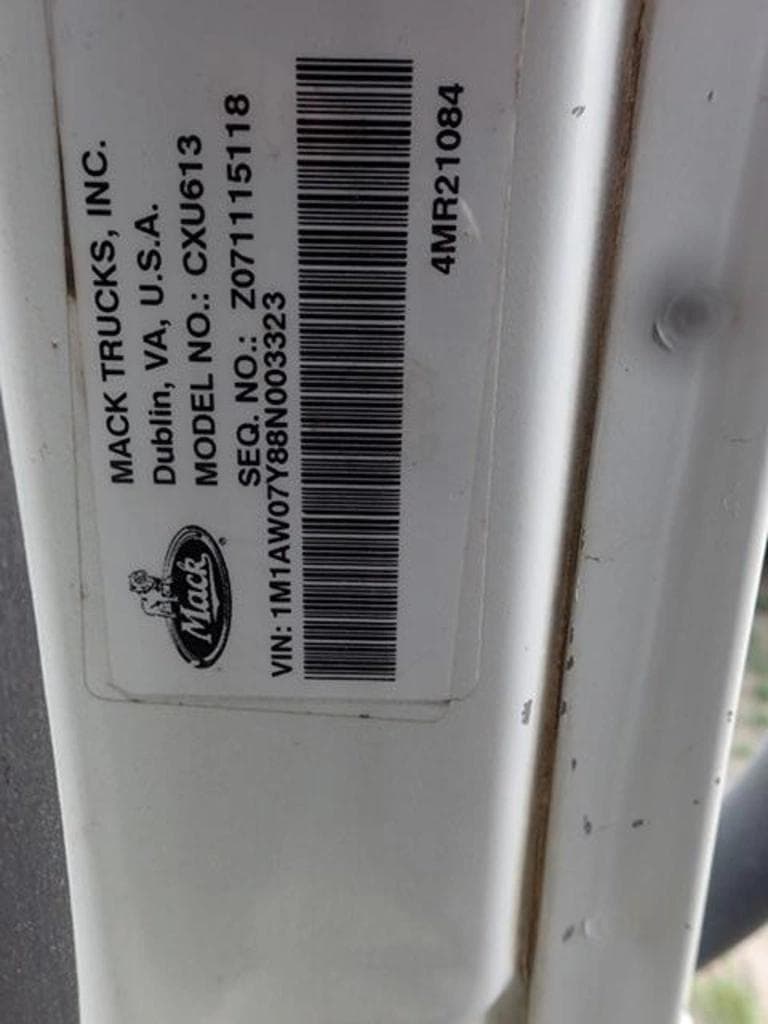 MACK TRUCKS, INC.
Dublin, VA, U.S.A.
MODEL NO.: CXU613
SEQ. NO.: Z071115118
Mack®
VIN: 1M1AW07Y88N003323
4MR21084